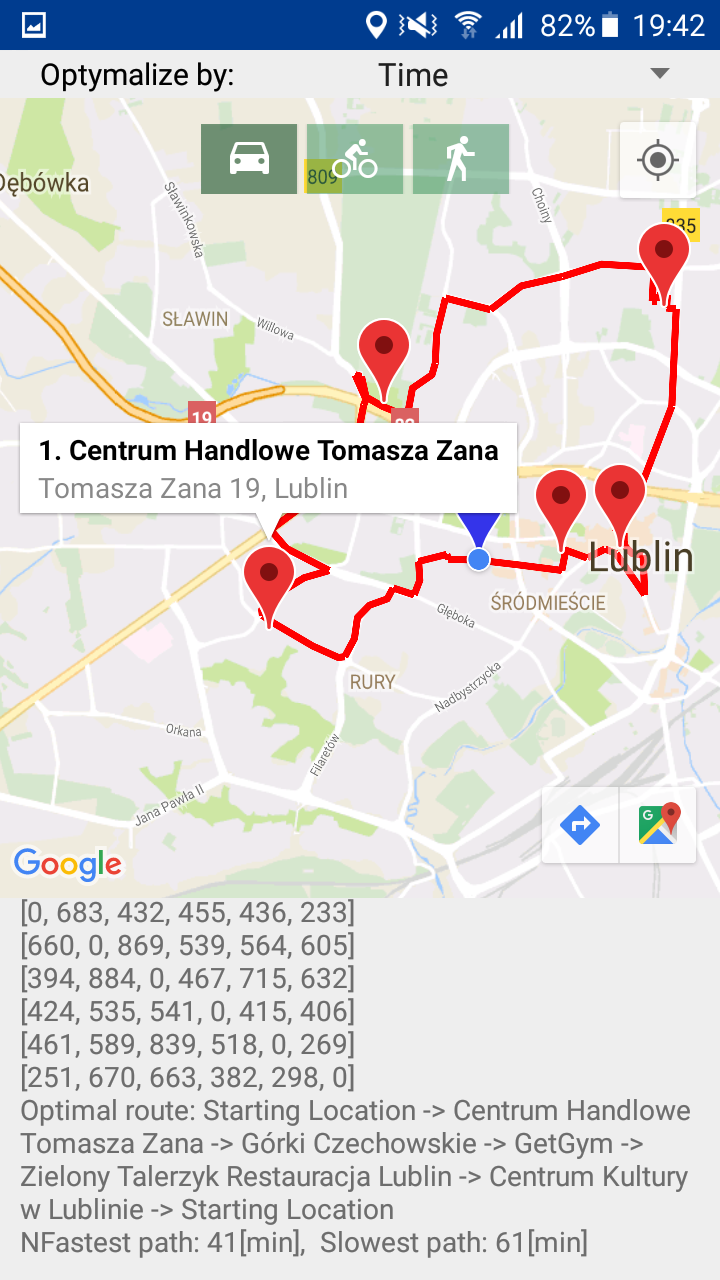 82% 19:42
Optymalize by: Time
809
Dębówka
Sławinkowska
Choiny
835
SŁAWIN
Willowa
19
1. Centrum Handlowe Tomasza Zana
Tomasza Zana 19, Lublin
Lublin
ŚRÓDMIEŚCIE
Głęboka
RURY
Nadbystrzycka
Orkana
Filaretów
Jana Pawła II
G
Google
[0, 683, 432, 455, 436, 233]
[660, 0, 869, 539, 564, 605]
[394, 884, 0, 467, 715, 632]
[424, 535, 541, 0, 415, 406]
[461, 589, 839, 518, 0, 269]
[251, 670, 663, 382, 298, 0]
Optimal route: Starting Location -> Centrum Handlowe
Tomasza Zana -> Górki Czechowskie -> GetGym ->
Zielony Talerzyk Restauracja Lublin -> Centrum Kultury
w Lublinie -> Starting Location
NFastest path: 41[min], Slowest path: 61[min]